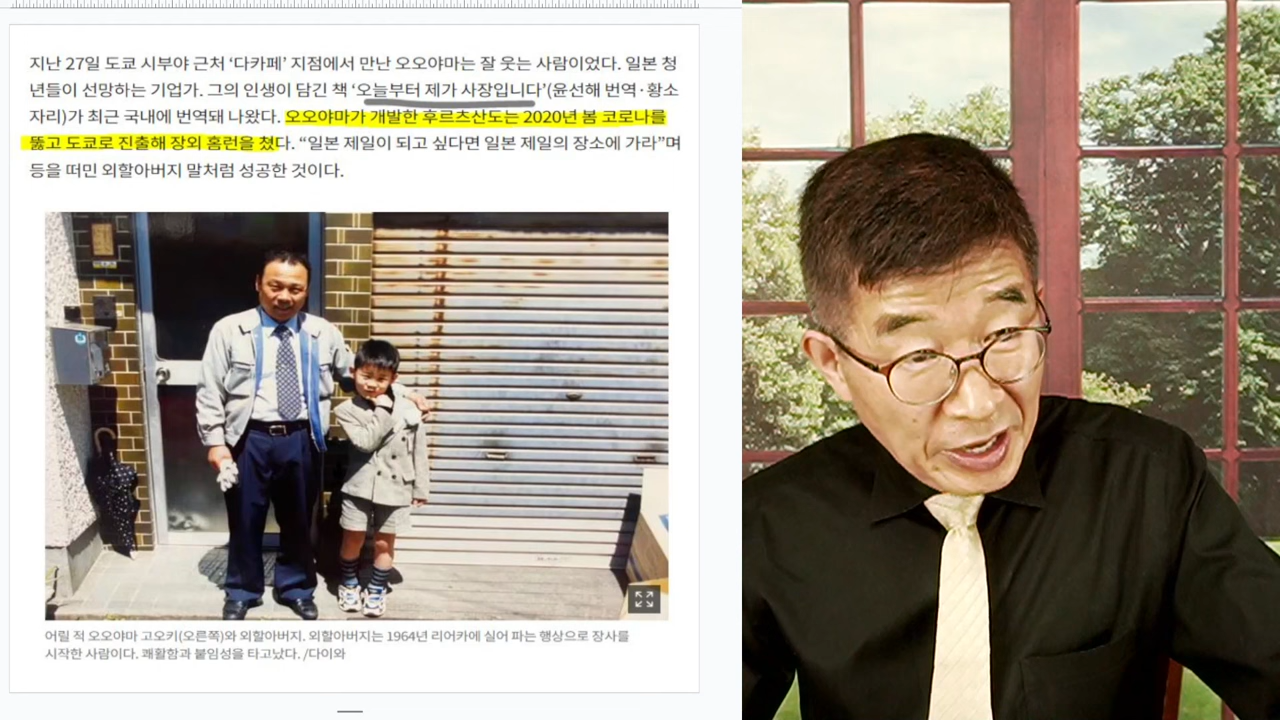 지난 27일 도쿄 시부야 근처 ‘다카페’ 지점에서 만난 오오야마는 잘 웃는 사람이었다. 일본 청
년들이 선망하는 기업가. 그의 인생이 담긴 책 ‘오늘부터 제가 사장입니다’(윤선해 번역·황소
자리)가 최근 국내에 번역돼 나왔다. 오오야마가 개발한 후르츠산도는 2020년 봄 코로나를
뚫고 도쿄로 진출해 장외 홈런을 쳤다. “일본 제일이 되고 싶다면 일본 제일의 장소에 가라”며
등을 떠민 외할아버지 말처럼 성공한 것이다.
어릴 적 오오야마 고오키(오른쪽)와 외할아버지. 외할아버지는 1964년 리어카에 실어 파는 행상으로 장사를
시작한 사람이다. 쾌활함과 붙임성을 타고났다. /다이와